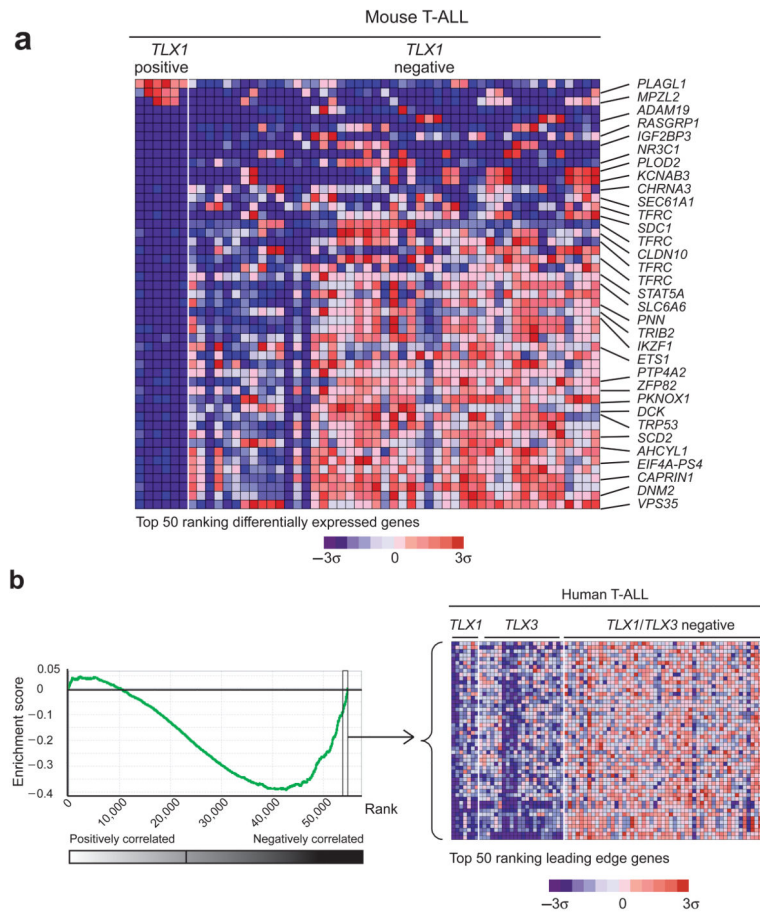 Mouse T-ALL
a
TLX1
positive
TLX1
negative
PLAGL1
MPZL2
ADAM19
RASGRP1
IGF2BP3
NR3C1
PLOD2
KCNAB3
CHRNA3
SEC61A1
TFRC
SDC1
TFRC
CLDN10
TFRC
TFRC
STAT5A
SLC6A6
PNN
TRIB2
IKZF1
ETS1
PTP4A2
ZFP82
PKNOX1
DCK
TRP53
SCD2
AHCYL1
EIF4A-PS4
CAPRIN1
DNM2
VPS35
Top 50 ranking differentially expressed genes
–3σ 0 3σ
b
Human T-ALL
TLX1 TLX3 TLX1/TLX3 negative
Enrichment score
0.05
0
–0.1
–0.2
–0.3
–0.4
0 10,000 20,000 30,000 40,000 50,000 Rank
Positively correlated Negatively correlated
Top 50 ranking leading edge genes
–3σ 0 3σ